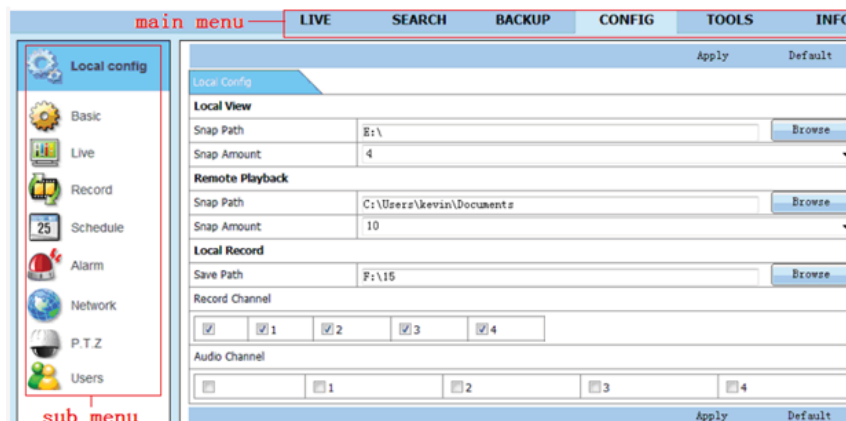 main menu LIVE SEARCH BACKUP CONFIG TOOLS INFO
Local config
Basic
Live
Record
25 Schedule
Alarm
Network
P.T.Z
Users
sub menu
Apply Default
Local Config
Local View
Snap Path E:\ Browse
Snap Amount 4
Remote Playback
Snap Path C:\Users\kevin\Documents Browse
Snap Amount 10
Local Record
Save Path F:\15 Browse
Record Channel
1 2 3 4
Audio Channel
1 2 3 4
Apply Default